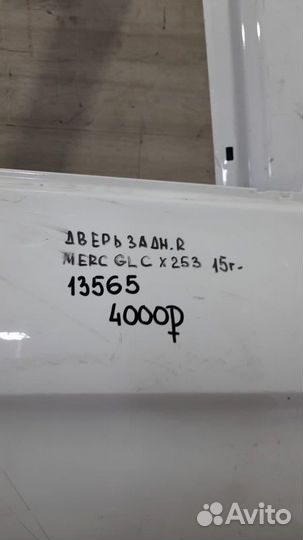 ДВЕРЬ ЗАДН. R
MERC GLC X253 15г-
13565
4000р
Avito